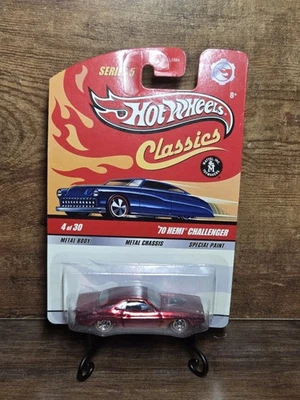 SERIES 5
8+
HOT WHEELS
Classics
4 of 30
'70 HEMI CHALLENGER
METAL BODY
METAL CHASSIS
SPECIAL PAINT